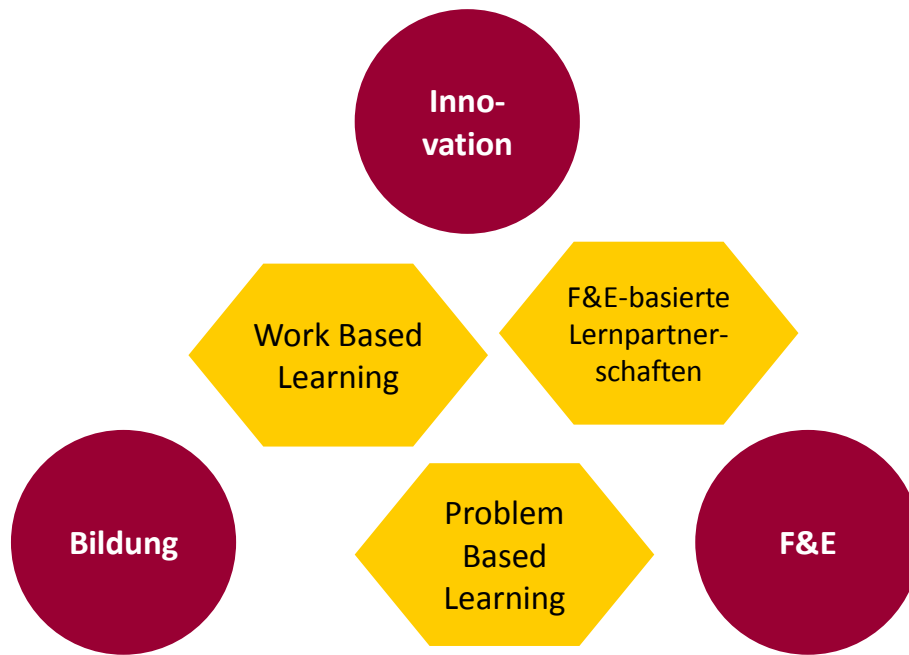 Inno-
vation
Work Based
Learning
F&E-basierte
Lernpartner-
schaften
Bildung
Problem
Based
Learning
F&E